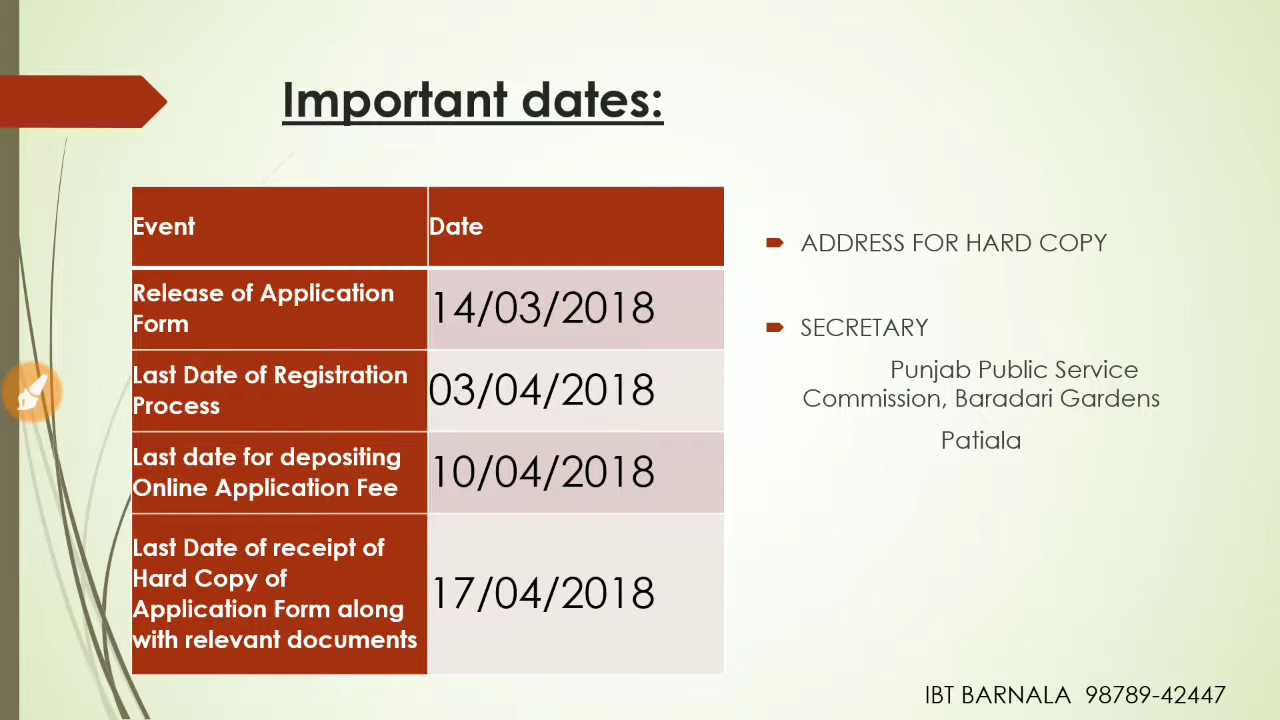 Important dates:
Event Date
Release of Application
Form
14/03/2018
Last Date of Registration
Process
03/04/2018
Last date for depositing
Online Application Fee
10/04/2018
Last Date of receipt of
Hard Copy of
Application Form along
with relevant documents
17/04/2018
ADDRESS FOR HARD COPY
SECRETARY
Punjab Public Service
Commission, Baradari Gardens
Patiala
IBT BARNALA 98789-42447